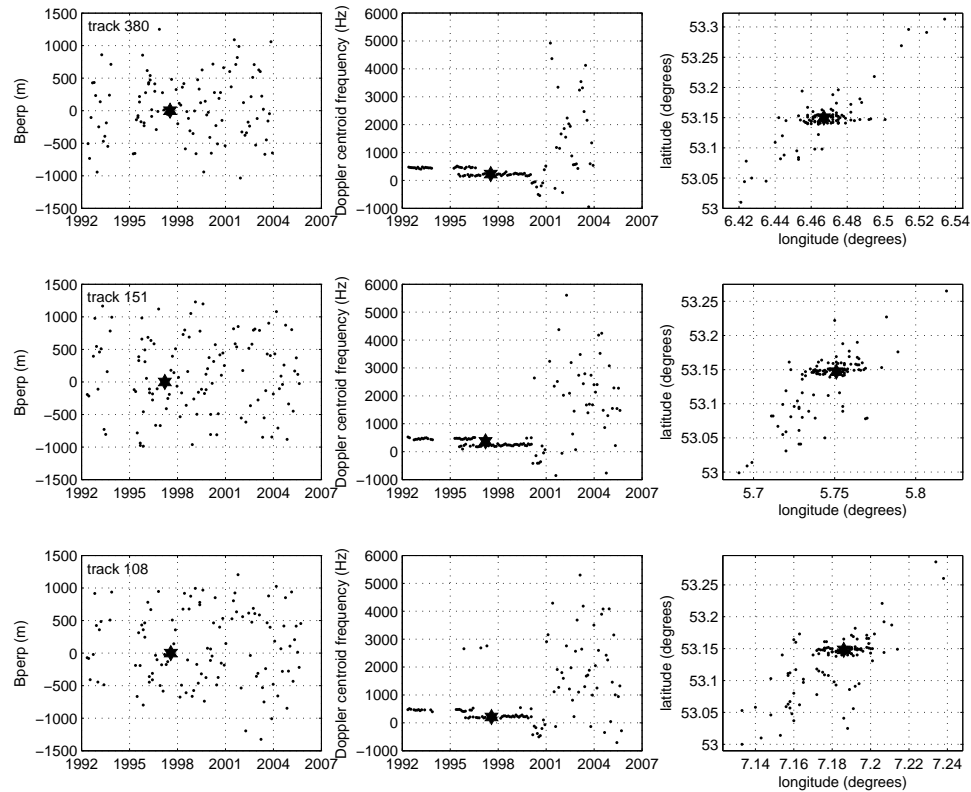 1500
1000
500
0
−500
−1000
−1500
1992 1995 1998 2001 2004 2007
Bperp (m)
track 380
6000
5000
4000
3000
2000
1000
0
−1000
1992 1995 1998 2001 2004 2007
Doppler centroid frequency (Hz)
53.3
53.25
53.2
53.15
53.1
53.05
53
6.42 6.44 6.46 6.48 6.5 6.52 6.54
longitude (degrees)
latitude (degrees)
1500
1000
500
0
−500
−1000
−1500
1992 1995 1998 2001 2004 2007
Bperp (m)
track 151
6000
5000
4000
3000
2000
1000
0
−1000
1992 1995 1998 2001 2004 2007
Doppler centroid frequency (Hz)
53.25
53.2
53.15
53.1
53.05
53
5.7 5.75 5.8
longitude (degrees)
latitude (degrees)
1500
1000
500
0
−500
−1000
−1500
1992 1995 1998 2001 2004 2007
Bperp (m)
track 108
6000
5000
4000
3000
2000
1000
0
−1000
1992 1995 1998 2001 2004 2007
Doppler centroid frequency (Hz)
53.25
53.2
53.15
53.1
53.05
53
7.14 7.16 7.18 7.2 7.22 7.24
longitude (degrees)
latitude (degrees)